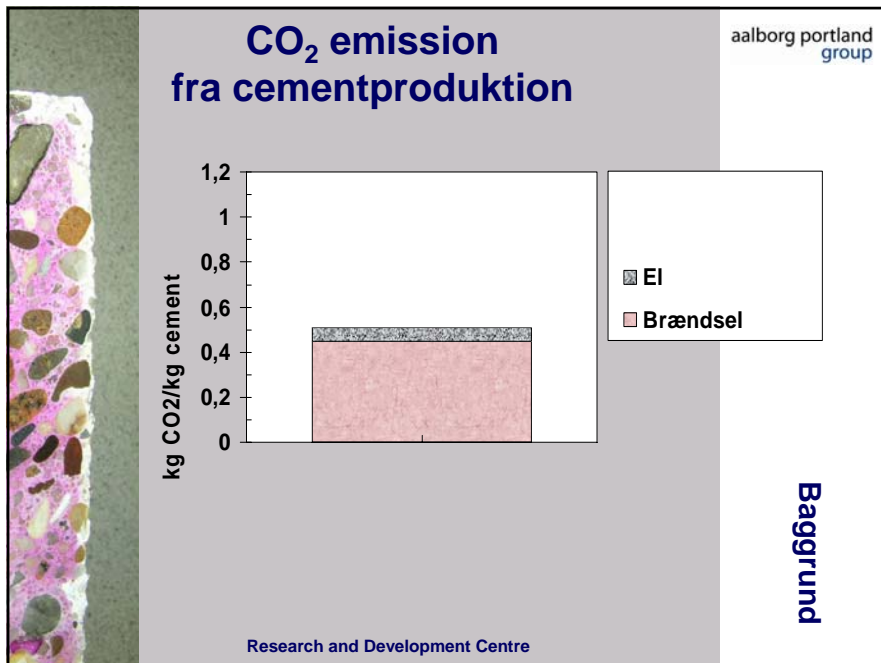 CO₂ emission
fra cementproduktion
aalborg portland
group
1,2
1
0,8
0,6
0,4
0,2
0
kg CO2/kg cement
El
Brændsel
Baggrund
Research and Development Centre